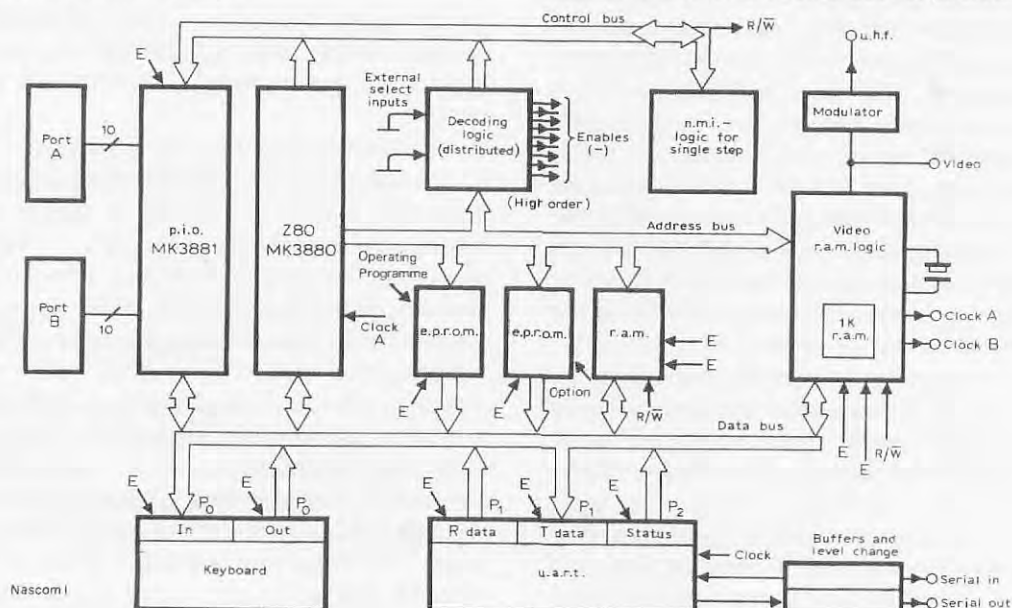 Control bus
R/W̅
u.h.f.
E
External
select
inputs
Port
A
10
Decoding
logic
(distributed)
Enables
(–)
n.m.i.–
logic for
single step
Modulator
Video
(High order)
p.i.o.
MK3881
Z80
MK3880
Address bus
Video
r.a.m. logic
Operating
Programme
Port
B
10
Clock
A
e.p.r.o.m.
e.p.r.o.m.
r.a.m.
E
E
1K
r.a.m.
Clock A
Clock B
E
E
Option
R/W̅
Data bus
E
E
R/W̅
E
P0
E
P0
E
P1
E
P1
E
P2
In
Out
R data
T data
Status
Keyboard
u.a.r.t.
Clock
Buffers and
level change
Serial in
Serial out
Nascom I